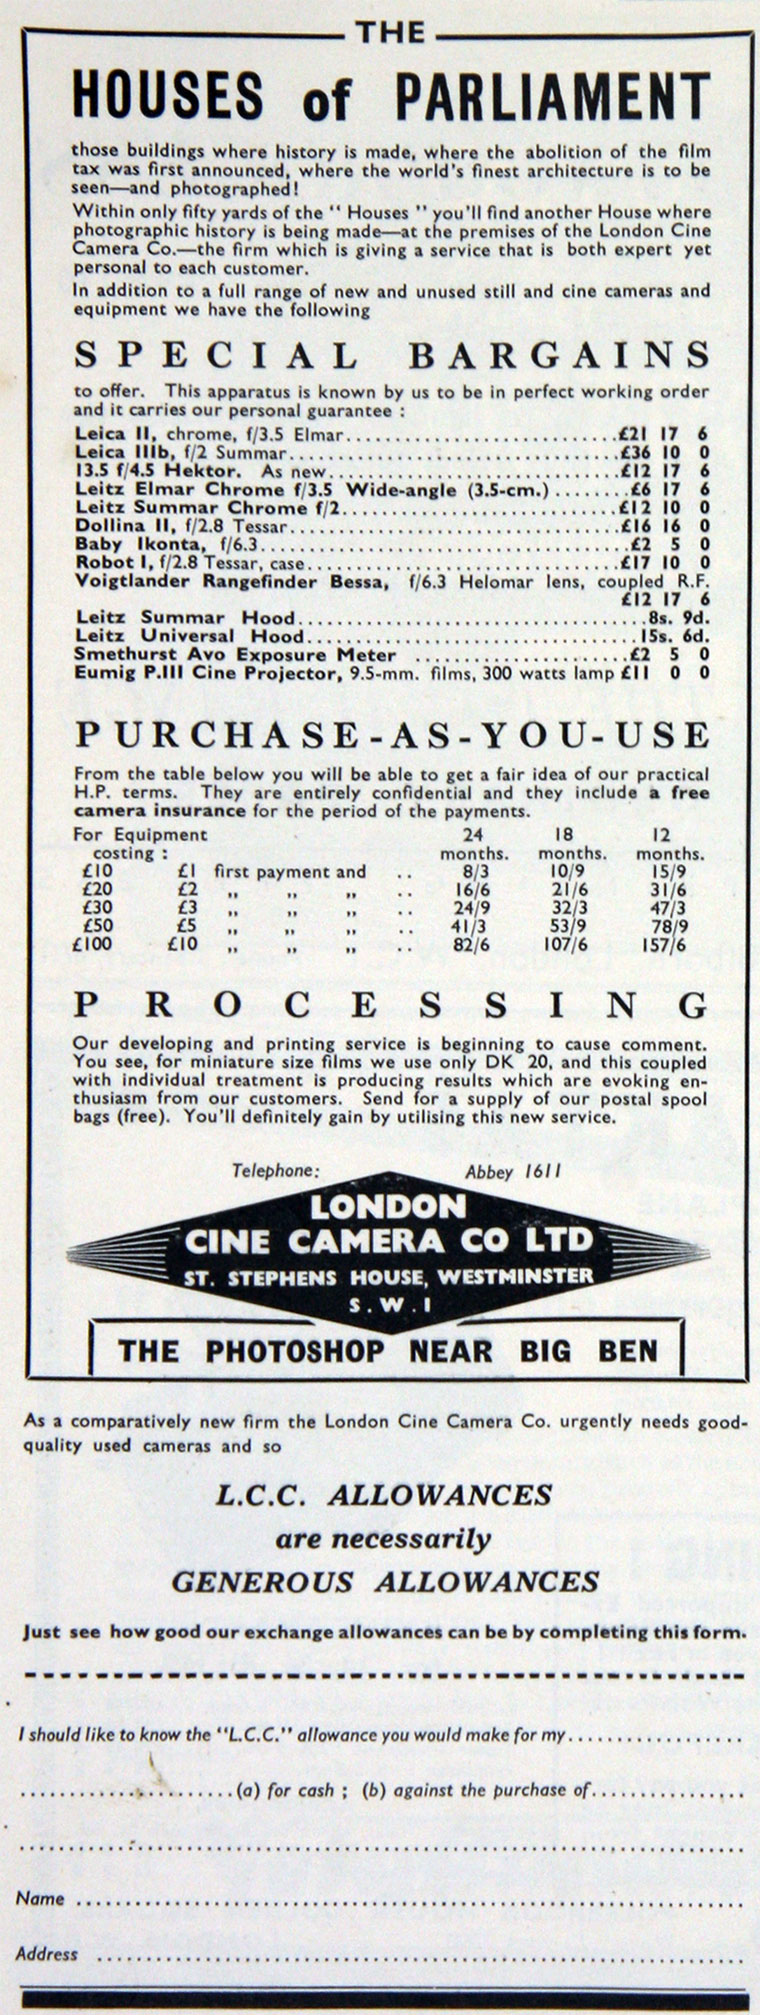 THE
HOUSES of PARLIAMENT
those buildings where history is made, where the abolition of the film
tax was first announced, where the world's finest architecture is to be
seen—and photographed!
Within only fifty yards of the " Houses " you'll find another House where
photographic history is being made—at the premises of the London Cine
Camera Co.—the firm which is giving a service that is both expert yet
personal to each customer.
In addition to a full range of new and unused still and cine cameras and
equipment we have the following
SPECIAL BARGAINS
to offer. This apparatus is known by us to be in perfect working order
and it carries our personal guarantee :
Leica II, chrome, f/3.5 Elmar..............................£21 17 6
Leica IIIb, f/2 Summar....................................£36 10 0
13.5 f/4.5 Hektor. As new................................£12 17 6
Leitz Elmar Chrome f/3.5 Wide-angle (3.5-cm.)........£6 17 6
Leitz Summar Chrome f/2..............................£12 10 0
Dollina II, f/2.8 Tessar....................................£16 16 0
Baby Ikonta, f/6.3........................................£2 5 0
Robot I, f/2.8 Tessar, case..................................£17 10 0
Voigtlander Rangefinder Bessa, f/6.3 Helomar lens, coupled R.F.
£12 17 6
Leitz Summar Hood......................................8s. 9d.
Leitz Universal Hood.....................................15s. 6d.
Smethurst Avo Exposure Meter ......................£2 5 0
Eumig P.III Cine Projector, 9.5-mm. films, 300 watts lamp £11 0 0
PURCHASE-AS-YOU-USE
From the table below you will be able to get a fair idea of our practical
H.P. terms. They are entirely confidential and they include a free
camera insurance for the period of the payments.
For Equipment 24 18 12
costing : months. months. months.
£10 £1 first payment and .. 8/3 10/9 15/9
£20 £2 ,, ,, ,, .. 16/6 21/6 31/6
£30 £3 ,, ,, ,, .. 24/9 32/3 47/3
£50 £5 ,, ,, ,, .. 41/3 53/9 78/9
£100 £10 ,, ,, ,, .. 82/6 107/6 157/6
PROCESSING
Our developing and printing service is beginning to cause comment.
You see, for miniature size films we use only DK 20, and this coupled
with individual treatment is producing results which are evoking en-
thusiasm from our customers. Send for a supply of our postal spool
bags (free). You'll definitely gain by utilising this new service.
Telephone: Abbey 1611
LONDON
CINE CAMERA CO LTD
ST. STEPHENS HOUSE, WESTMINSTER
S.W.1
THE PHOTOSHOP NEAR BIG BEN
As a comparatively new firm the London Cine Camera Co. urgently needs good-
quality used cameras and so
L.C.C. ALLOWANCES
are necessarily
GENEROUS ALLOWANCES
Just see how good our exchange allowances can be by completing this form.
I should like to know the "L.C.C." allowance you would make for my..................
......................(a) for cash ; (b) against the purchase of................
Name ........................................................................
Address ......................................................................